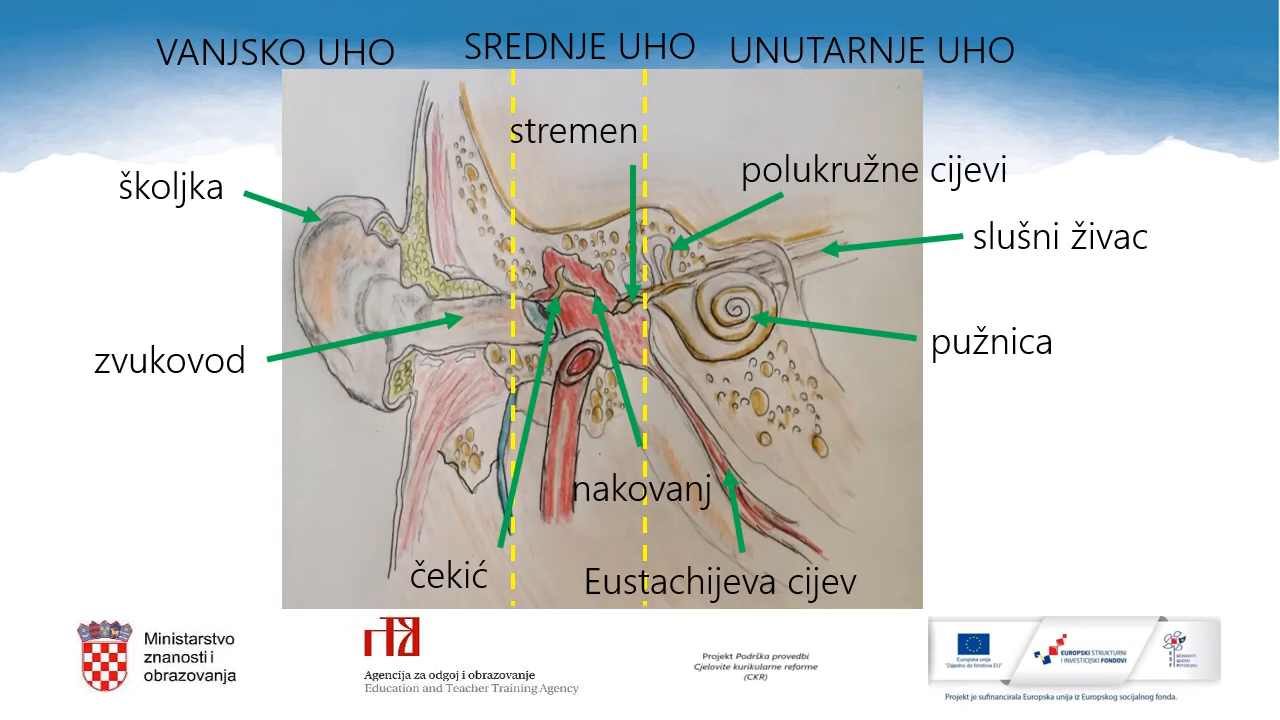 VANJSKO UHO
SREDNJE UHO
UNUTARNJE UHO
stremen
polukružne cijevi
školjka
slušni živac
zvukovod
pužnica
nakovanj
čekić
Eustachijeva cijev
Ministarstvo
znanosti i
obrazovanja
Agencija za odgoj i obrazovanje
Education and Teacher Training Agency
Projekt Podrška provedbi
Cjelovite kurikularne reforme
(CKR)
Europska unija
"Zajedno do fondova EU"
EUROPSKI STRUKTURNI
I INVESTICIJSKI FONDOVI
Projekt je sufinancirala Europska unija iz Europskog socijalnog fonda.